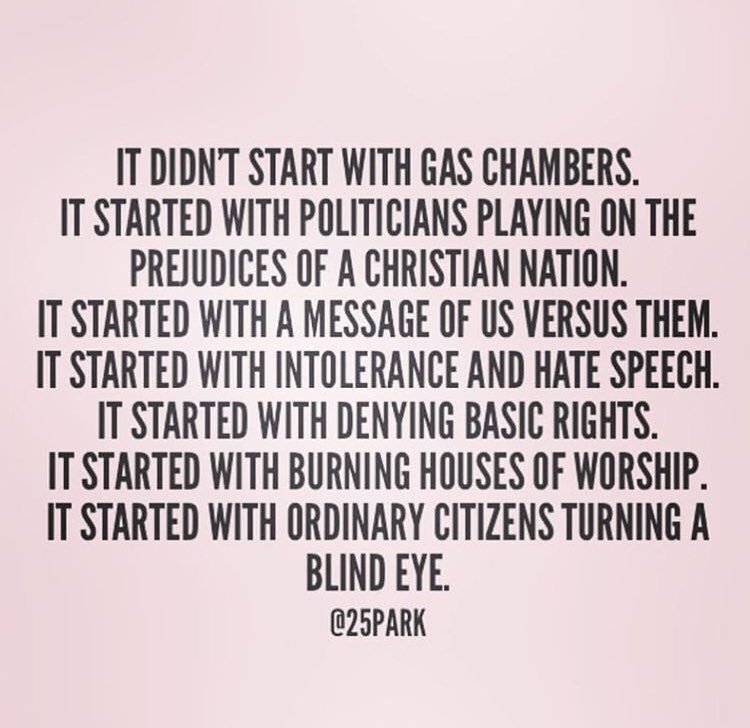 IT DIDN'T START WITH GAS CHAMBERS.
IT STARTED WITH POLITICIANS PLAYING ON THE
PREJUDICES OF A CHRISTIAN NATION.
IT STARTED WITH A MESSAGE OF US VERSUS THEM.
IT STARTED WITH INTOLERANCE AND HATE SPEECH.
IT STARTED WITH DENYING BASIC RIGHTS.
IT STARTED WITH BURNING HOUSES OF WORSHIP.
IT STARTED WITH ORDINARY CITIZENS TURNING A
BLIND EYE.
@25PARK